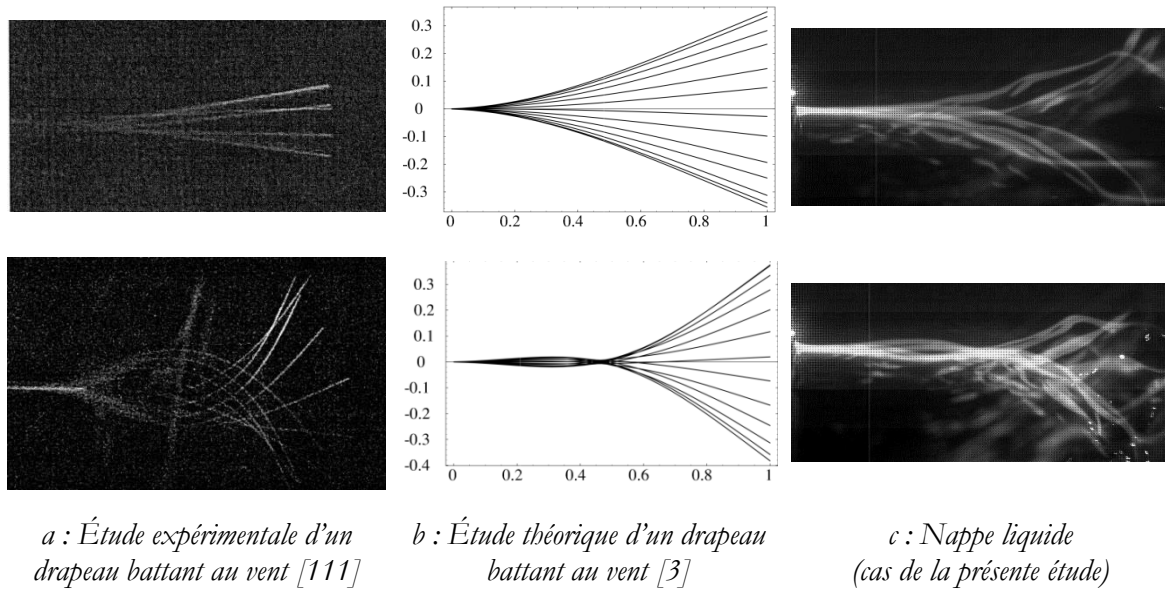 0.3
0.2
0.1
0
-0.1
-0.2
-0.3
0 0.2 0.4 0.6 0.8 1
0.3
0.2
0.1
0
-0.1
-0.2
-0.3
-0.4
0 0.2 0.4 0.6 0.8 1
a : Étude expérimentale d'un
drapeau battant au vent [111]
b : Étude théorique d'un drapeau
battant au vent [3]
c : Nappe liquide
(cas de la présente étude)